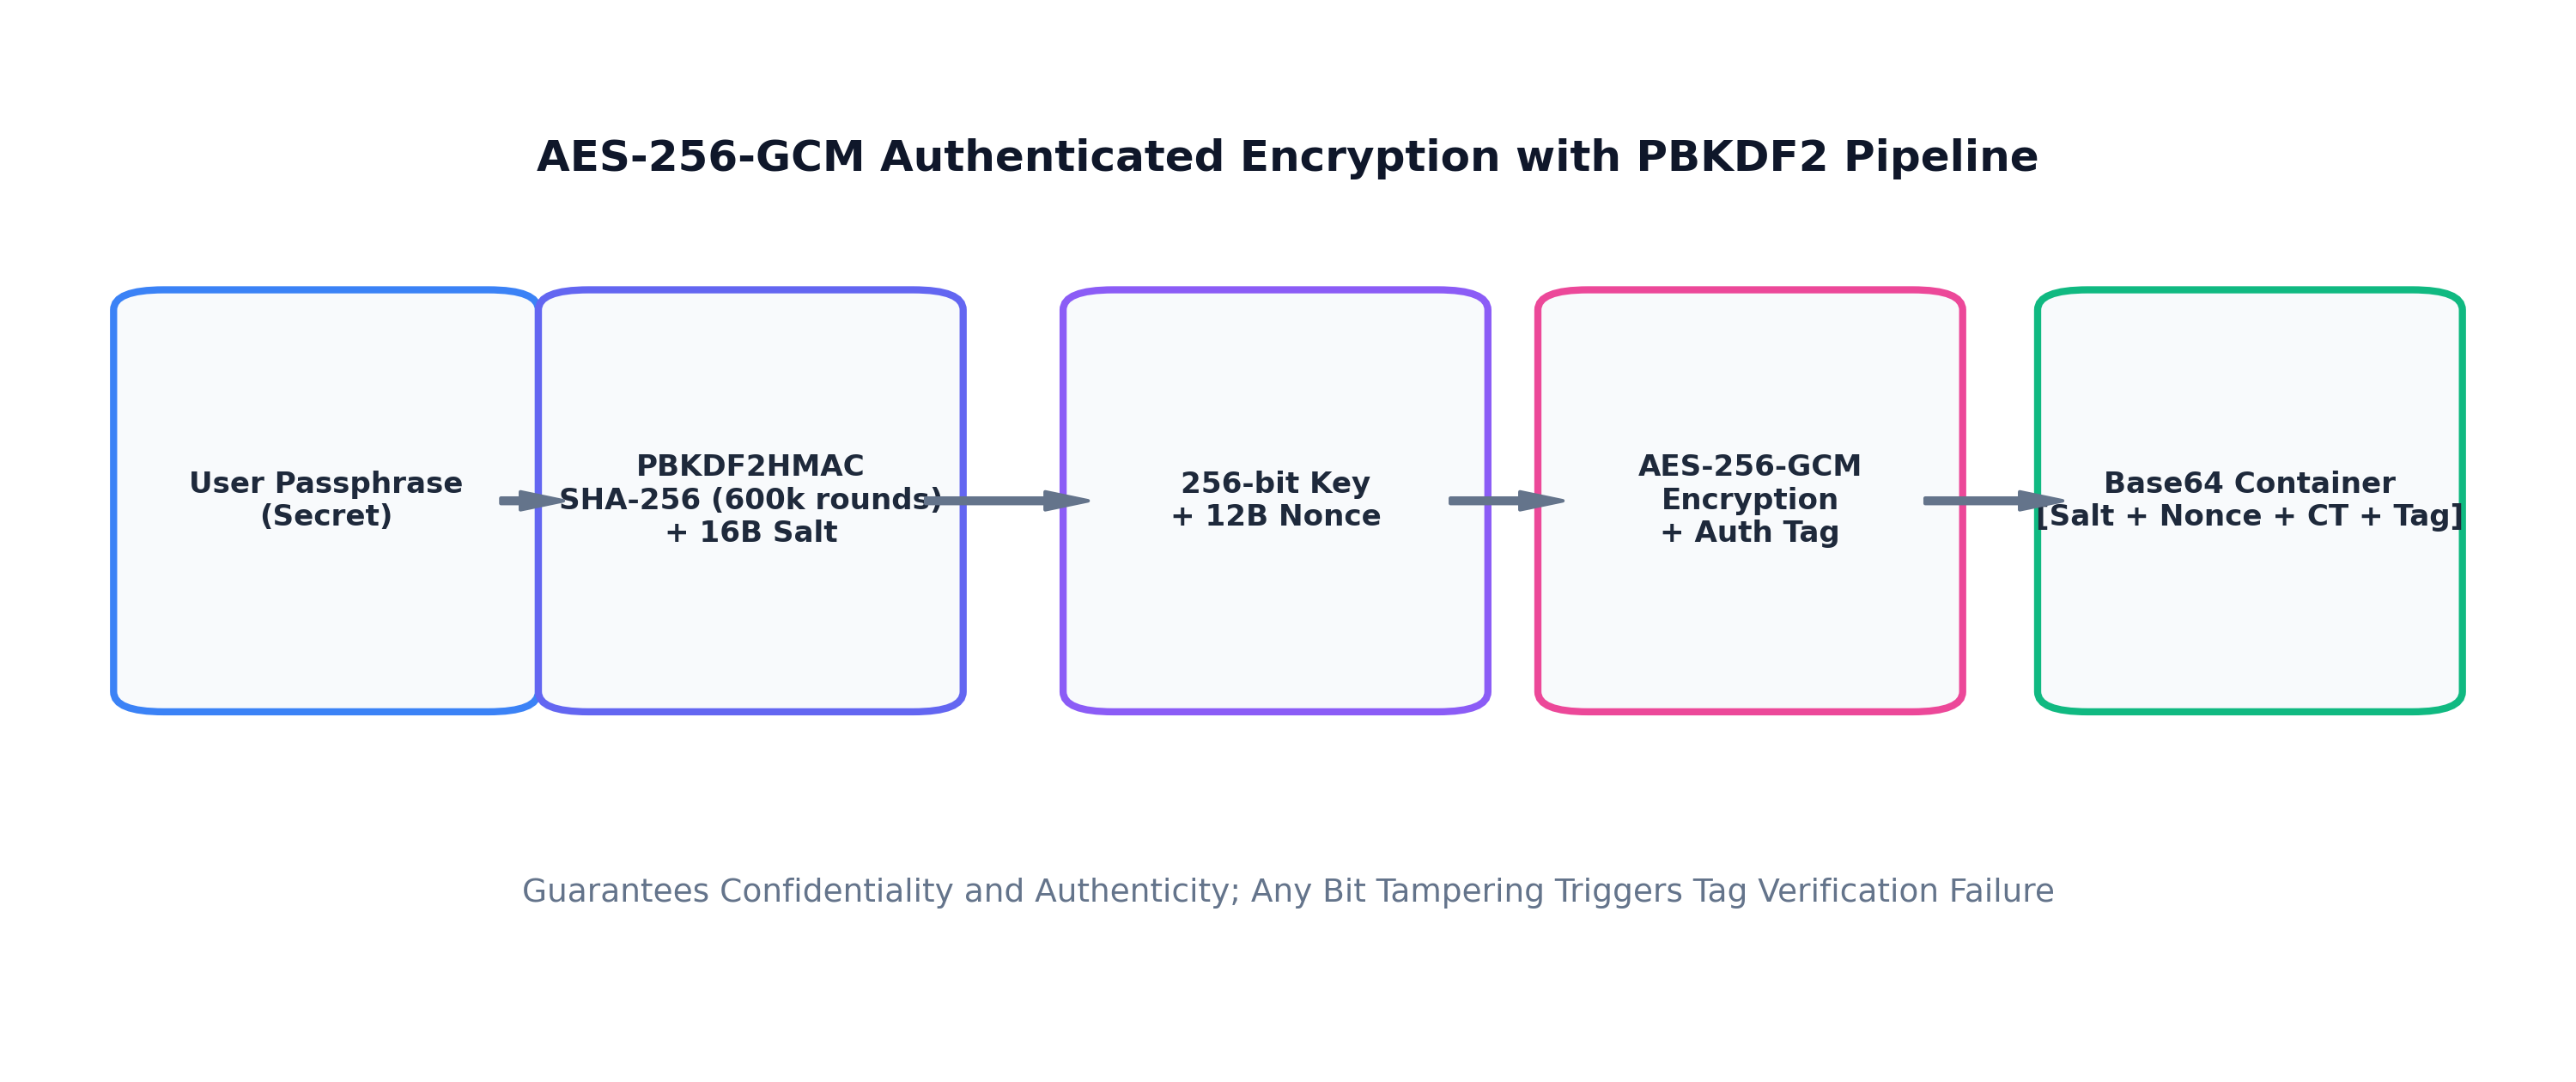 AES-256-GCM Authenticated Encryption with PBKDF2 Pipeline
User Passphrase
(Secret)
PBKDF2HMAC
SHA-256 (600k rounds)
+ 16B Salt
256-bit Key
+ 12B Nonce
AES-256-GCM
Encryption
+ Auth Tag
Base64 Container
[Salt + Nonce + CT + Tag]
Guarantees Confidentiality and Authenticity; Any Bit Tampering Triggers Tag Verification Failure